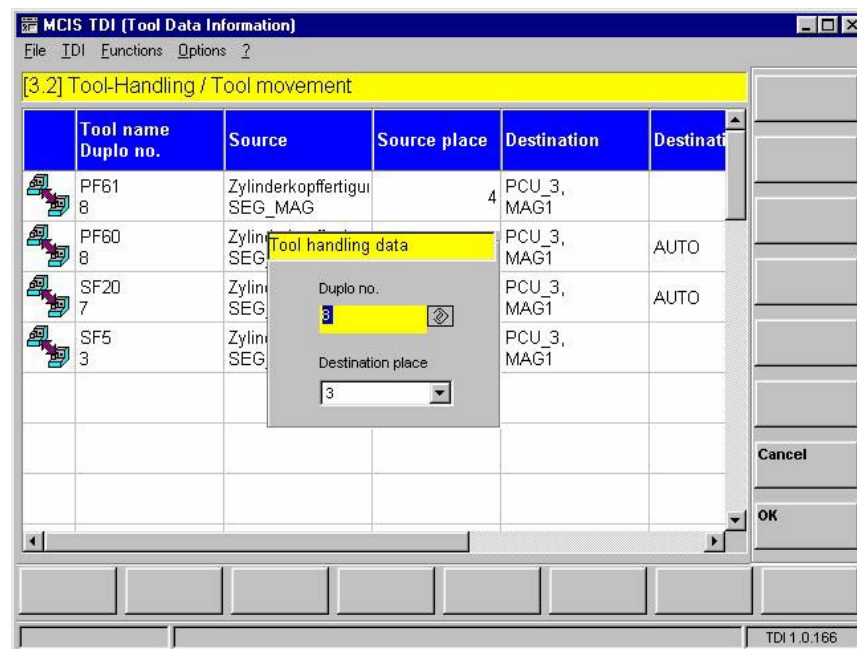 MCIS TDI (Tool Data Information)
File TDI Functions Options ?
[3.2] Tool-Handling / Tool movement
Tool name
Duplo no.
Source
Source place
Destination
Destinati
PF61
8
Zylinderkopffertigui
SEG_MAG
4
PCU_3,
MAG1
PF60
8
Zylin
SEG_
PCU_3,
MAG1
AUTO
SF20
7
Zylin
SEG_
PCU_3,
MAG1
AUTO
SF5
3
Zylin
SEG_
PCU_3,
MAG1
Tool handling data
Duplo no.
8
Destination place
3
Cancel
OK
TDI 1.0.166